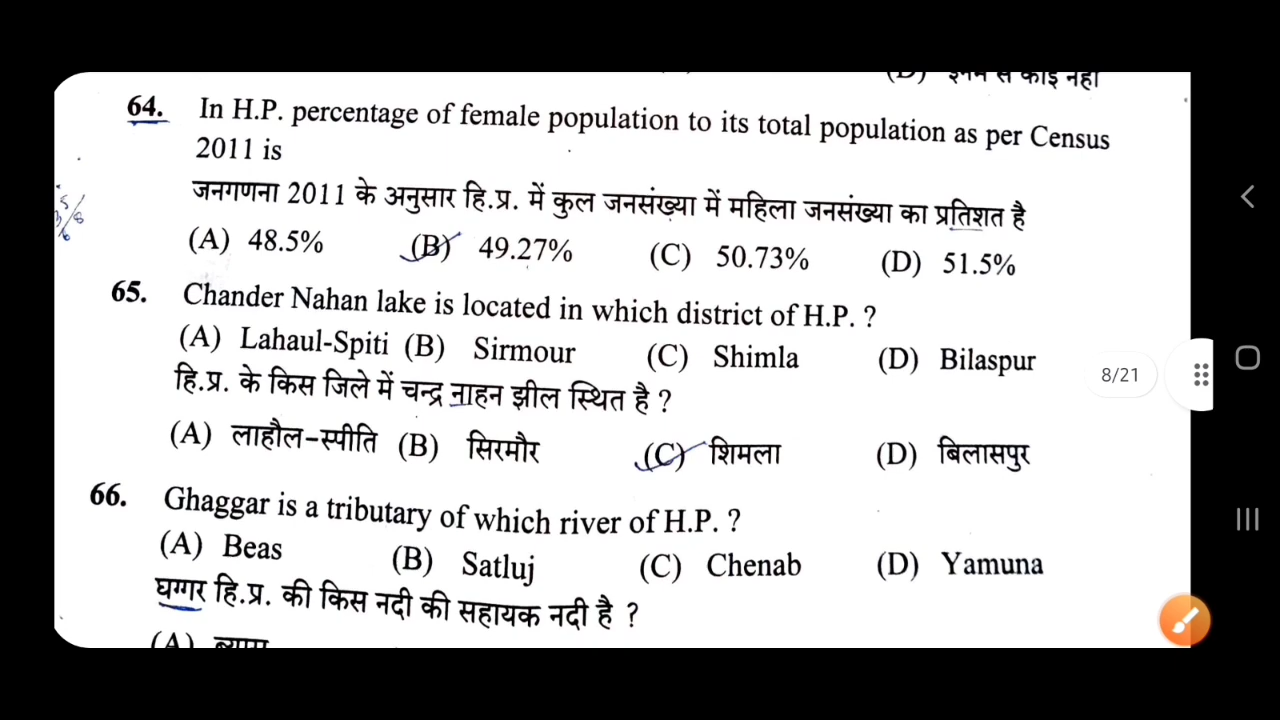 (D) इनमें से कोई नहीं
64. In H.P. percentage of female population to its total population as per Census
2011 is
जनगणना 2011 के अनुसार हि.प्र. में कुल जनसंख्या में महिला जनसंख्या का प्रतिशत है
(A) 48.5% (B) 49.27% (C) 50.73% (D) 51.5%
65. Chander Nahan lake is located in which district of H.P. ?
(A) Lahaul-Spiti (B) Sirmour (C) Shimla (D) Bilaspur
हि.प्र. के किस जिले में चन्द्र नाहन झील स्थित है ?
(A) लाहौल-स्पीति (B) सिरमौर (C) शिमला (D) बिलासपुर
8/21
66. Ghaggar is a tributary of which river of H.P. ?
(A) Beas (B) Satluj (C) Chenab (D) Yamuna
घग्गर हि.प्र. की किस नदी की सहायक नदी है ?
(A) ब्यास